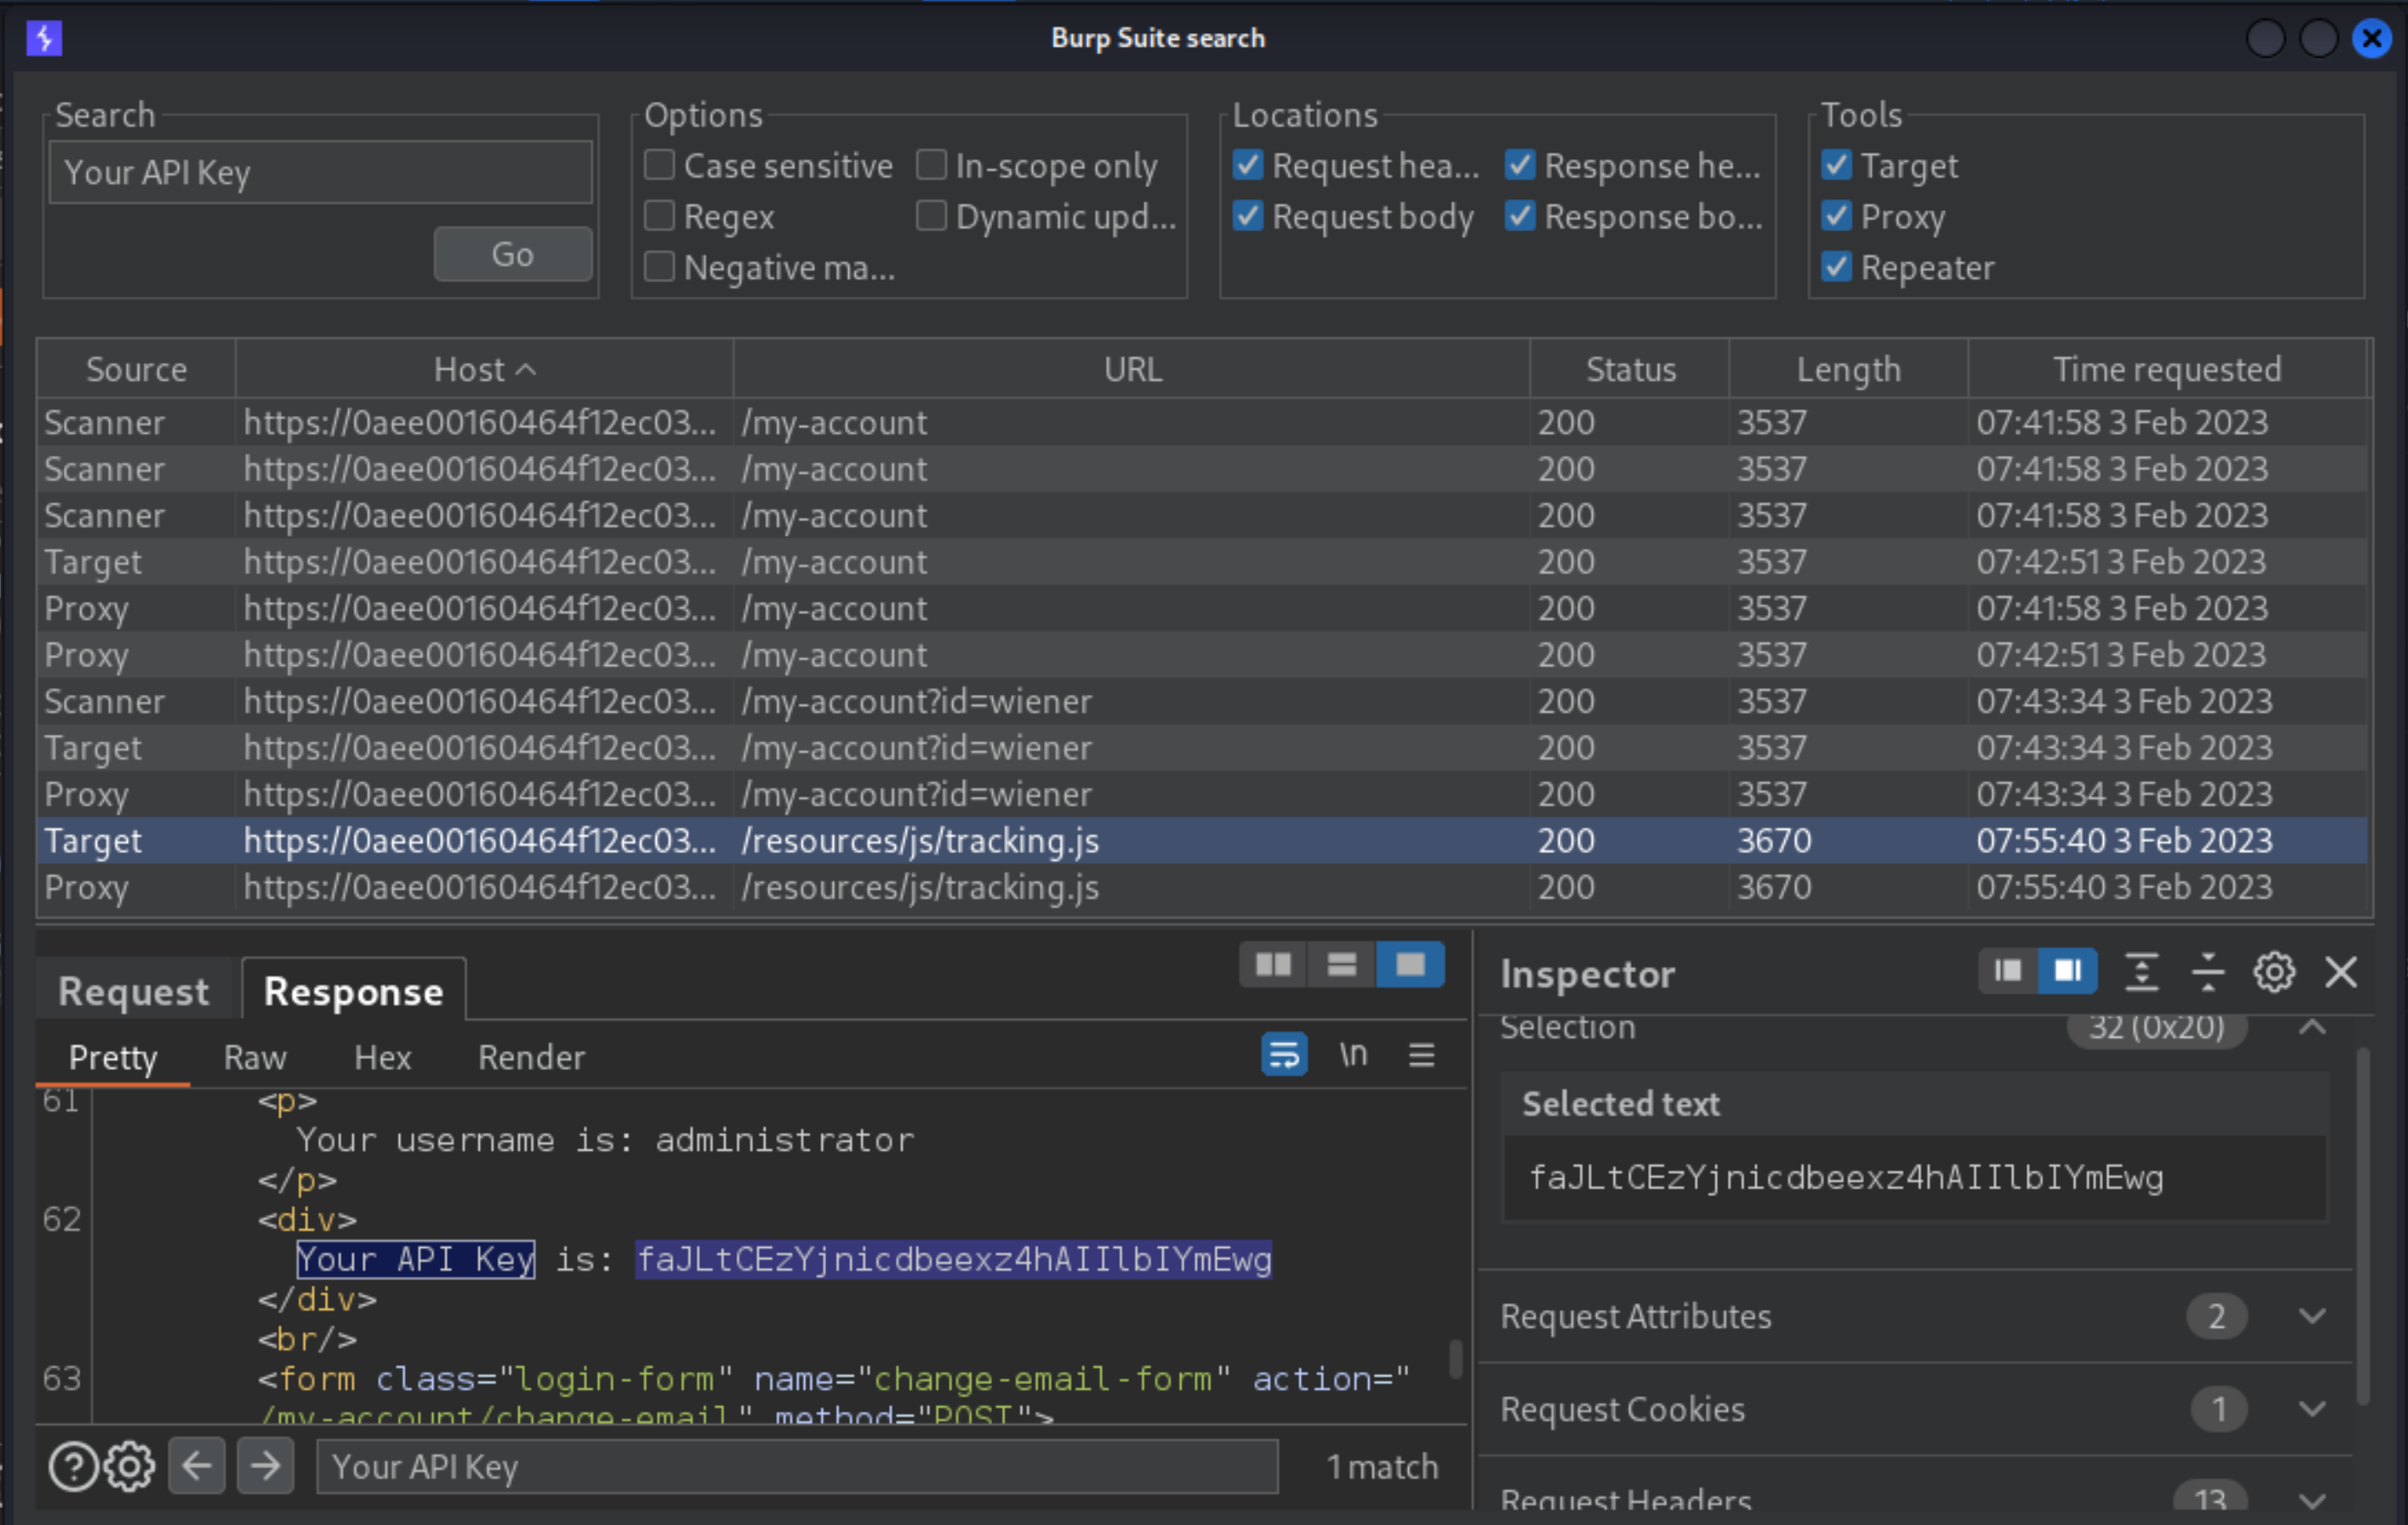 Burp Suite search
Search
Your API Key
Go
Options
Case sensitive In-scope only
Regex Dynamic upd...
Negative ma...
Locations
Request hea... Response he...
Request body Response bo...
Tools
Target
Proxy
Repeater
Source Host URL Status Length Time requested
Scanner https://0aee00160464f12ec03... /my-account 200 3537 07:41:58 3 Feb 2023
Scanner https://0aee00160464f12ec03... /my-account 200 3537 07:41:58 3 Feb 2023
Scanner https://0aee00160464f12ec03... /my-account 200 3537 07:41:58 3 Feb 2023
Target https://0aee00160464f12ec03... /my-account 200 3537 07:42:51 3 Feb 2023
Proxy https://0aee00160464f12ec03... /my-account 200 3537 07:41:58 3 Feb 2023
Proxy https://0aee00160464f12ec03... /my-account 200 3537 07:42:51 3 Feb 2023
Scanner https://0aee00160464f12ec03... /my-account?id=wiener 200 3537 07:43:34 3 Feb 2023
Target https://0aee00160464f12ec03... /my-account?id=wiener 200 3537 07:43:34 3 Feb 2023
Proxy https://0aee00160464f12ec03... /my-account?id=wiener 200 3537 07:43:34 3 Feb 2023
Target https://0aee00160464f12ec03... /resources/js/tracking.js 200 3670 07:55:40 3 Feb 2023
Proxy https://0aee00160464f12ec03... /resources/js/tracking.js 200 3670 07:55:40 3 Feb 2023
Request Response
Pretty Raw Hex Render \n
61 <p>
Your username is: administrator
</p>
62 <div>
Your API Key is: faJLtCEzYjnicdbeexz4hAIIlbIYmEwg
</div>
<br/>
63 <form class="login-form" name="change-email-form" action="
/my-account/change-email" method="POST">
Your API Key 1 match
Inspector
Selection 32 (0x20)
Selected text
faJLtCEzYjnicdbeexz4hAIIlbIYmEwg
Request Attributes 2
Request Cookies 1
Request Headers 13